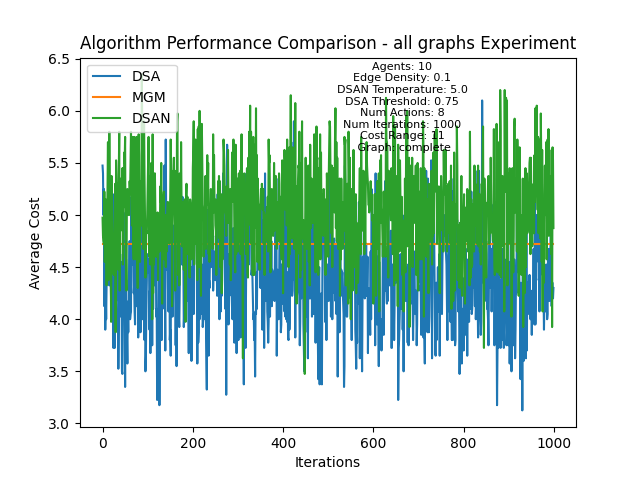 Algorithm Performance Comparison - all graphs Experiment
DSA
MGM
DSAN
Agents: 10
Edge Density: 0.1
DSAN Temperature: 5.0
DSA Threshold: 0.75
Num Actions: 8
Num Iterations: 1000
Cost Range: 11
Graph: complete
Average Cost
6.5
6.0
5.5
5.0
4.5
4.0
3.5
3.0
0
200
400
600
800
1000
Iterations